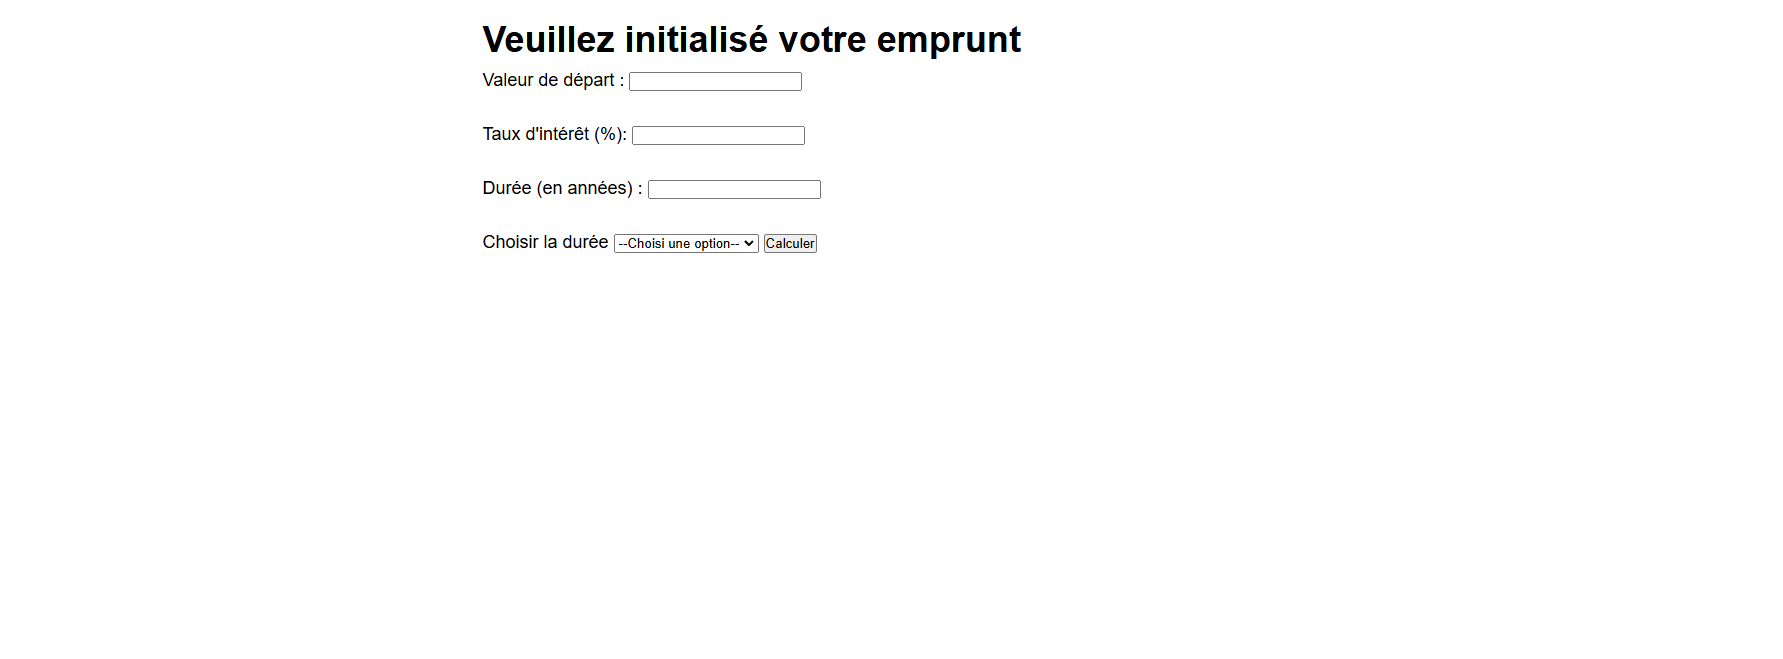 Veuillez initialisé votre emprunt
Valeur de départ :
Taux d'intérêt (%):
Durée (en années) :
Choisir la durée --Choisi une option-- Calculer